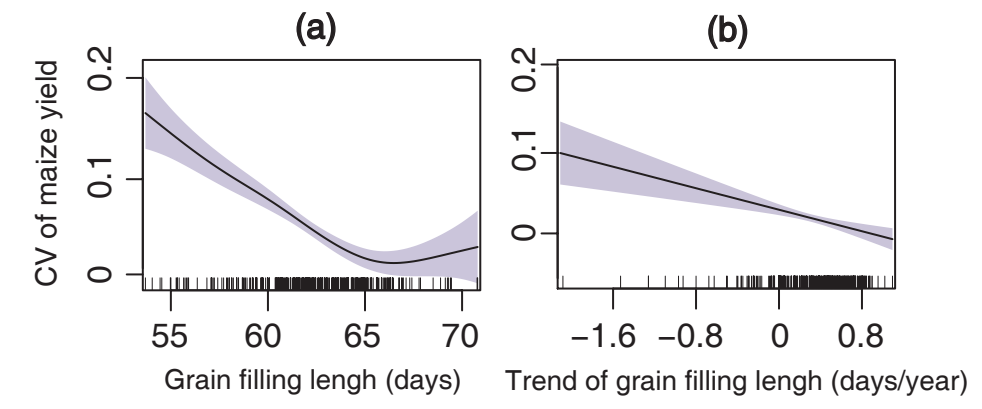 (a)
(b)
CV of maize yield
0.2
0.1
0
55 60 65 70
Grain filling lengh (days)
0.2
0.1
0
−1.6 −0.8 0 0.8
Trend of grain filling lengh (days/year)